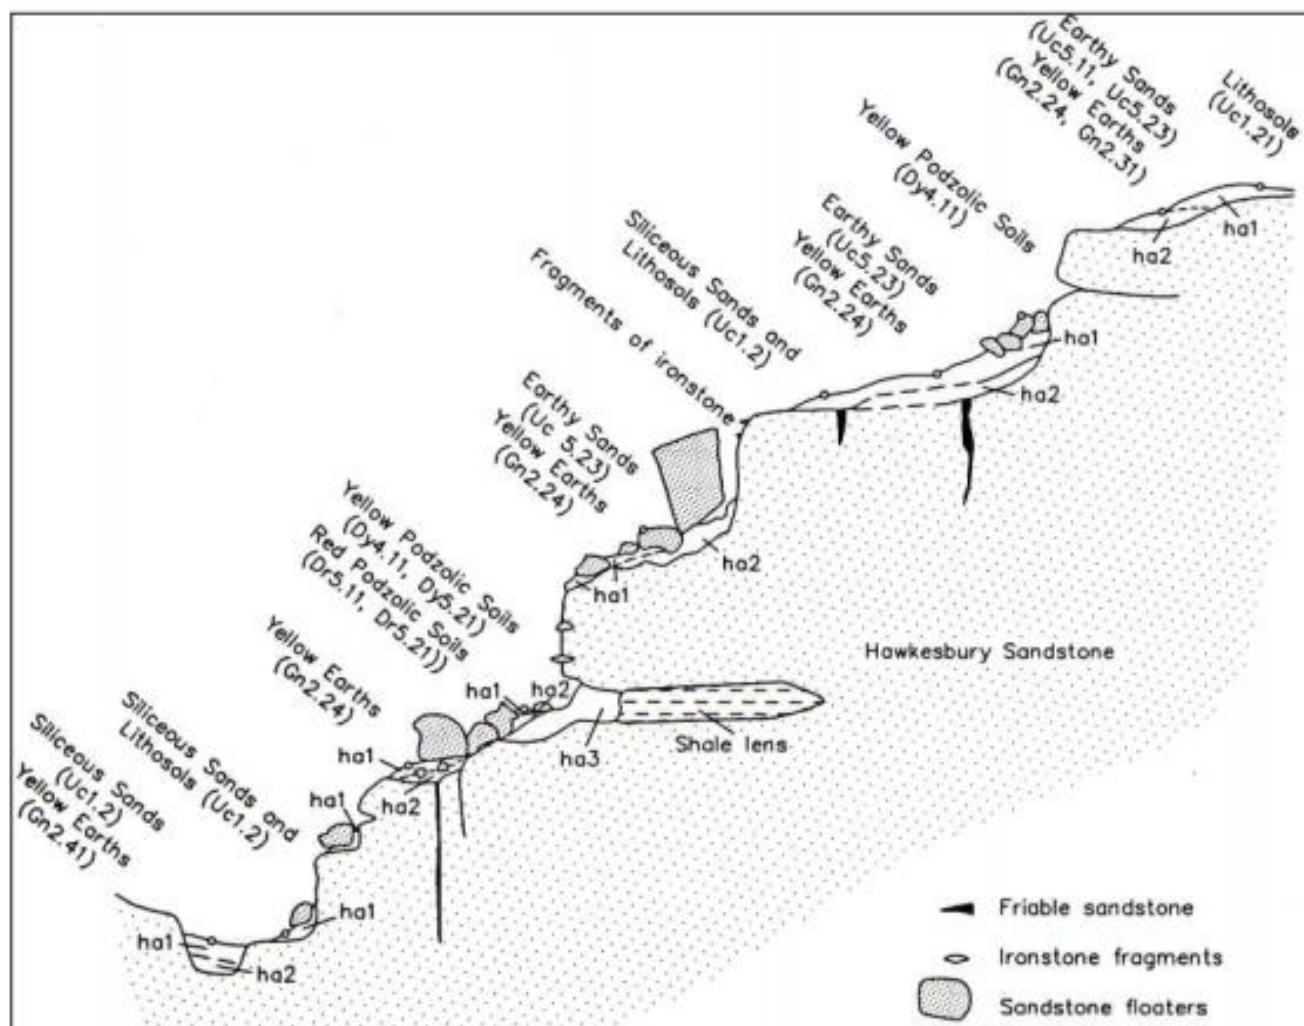 Earthy Sands
(Uc5.11, Uc5.23)
Yellow Earths
(Gn2.24, Gn2.31)
Lithosols
(Uc1.21)
Yellow Podzolic Soils
(Dy4.11)
Earthy Sands
(Uc5.23)
Yellow Earths
(Gn2.24)
Siliceous Sands and
Lithosols (Uc1.2)
Fragments of ironstone
Earthy Sands
(Uc 5.23)
Yellow Earths
(Gn2.24)
Yellow Podzolic Soils
(Dy4.11, Dy5.21)
Red Podzolic Soils
(Dr5.11, Dr5.21))
Yellow Earths
(Gn2.24)
Siliceous Sands and
Lithosols (Uc1.2)
Siliceous Sands
(Uc1.2)
Yellow Earths
(Gn2.41)
ha1
ha2
ha1
ha2
ha2
ha1
Hawkesbury Sandstone
ha1
ha2
Shale lens
ha3
ha1
ha2
ha1
ha1
ha1
ha2
Friable sandstone
Ironstone fragments
Sandstone floaters